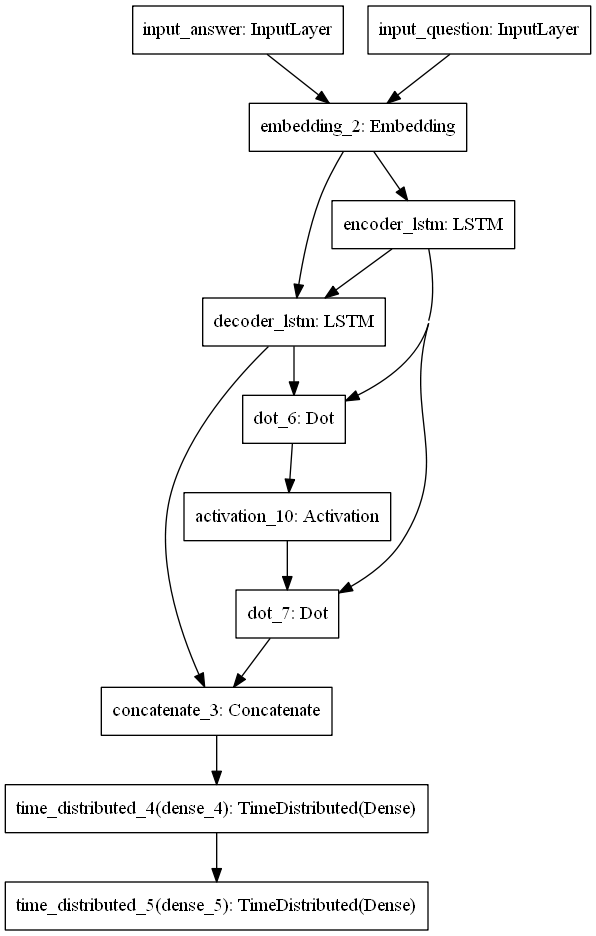 input_answer: InputLayer
input_question: InputLayer
embedding_2: Embedding
encoder_lstm: LSTM
decoder_lstm: LSTM
dot_6: Dot
activation_10: Activation
dot_7: Dot
concatenate_3: Concatenate
time_distributed_4(dense_4): TimeDistributed(Dense)
time_distributed_5(dense_5): TimeDistributed(Dense)